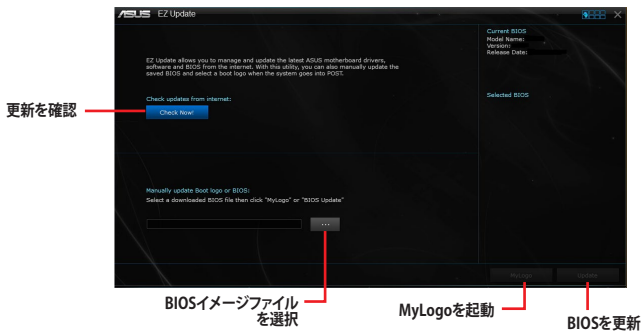 ASUS EZ Update
Current BIOS
Model Name:
Version:
Release Date:
EZ Update allows you to manage and update the latest ASUS motherboard drivers,
software and BIOS from the internet. With this utility, you can also manually update the
saved BIOS and select a boot logo when the system goes into POST.
Check updates from internet:
Selected BIOS
更新を確認
Check Now!
Manually update Boot logo or BIOS:
Select a downloaded BIOS file then click "MyLogo" or "BIOS Update"
...
MyLogo
Update
BIOSイメージファイル
を選択
MyLogoを起動
BIOSを更新